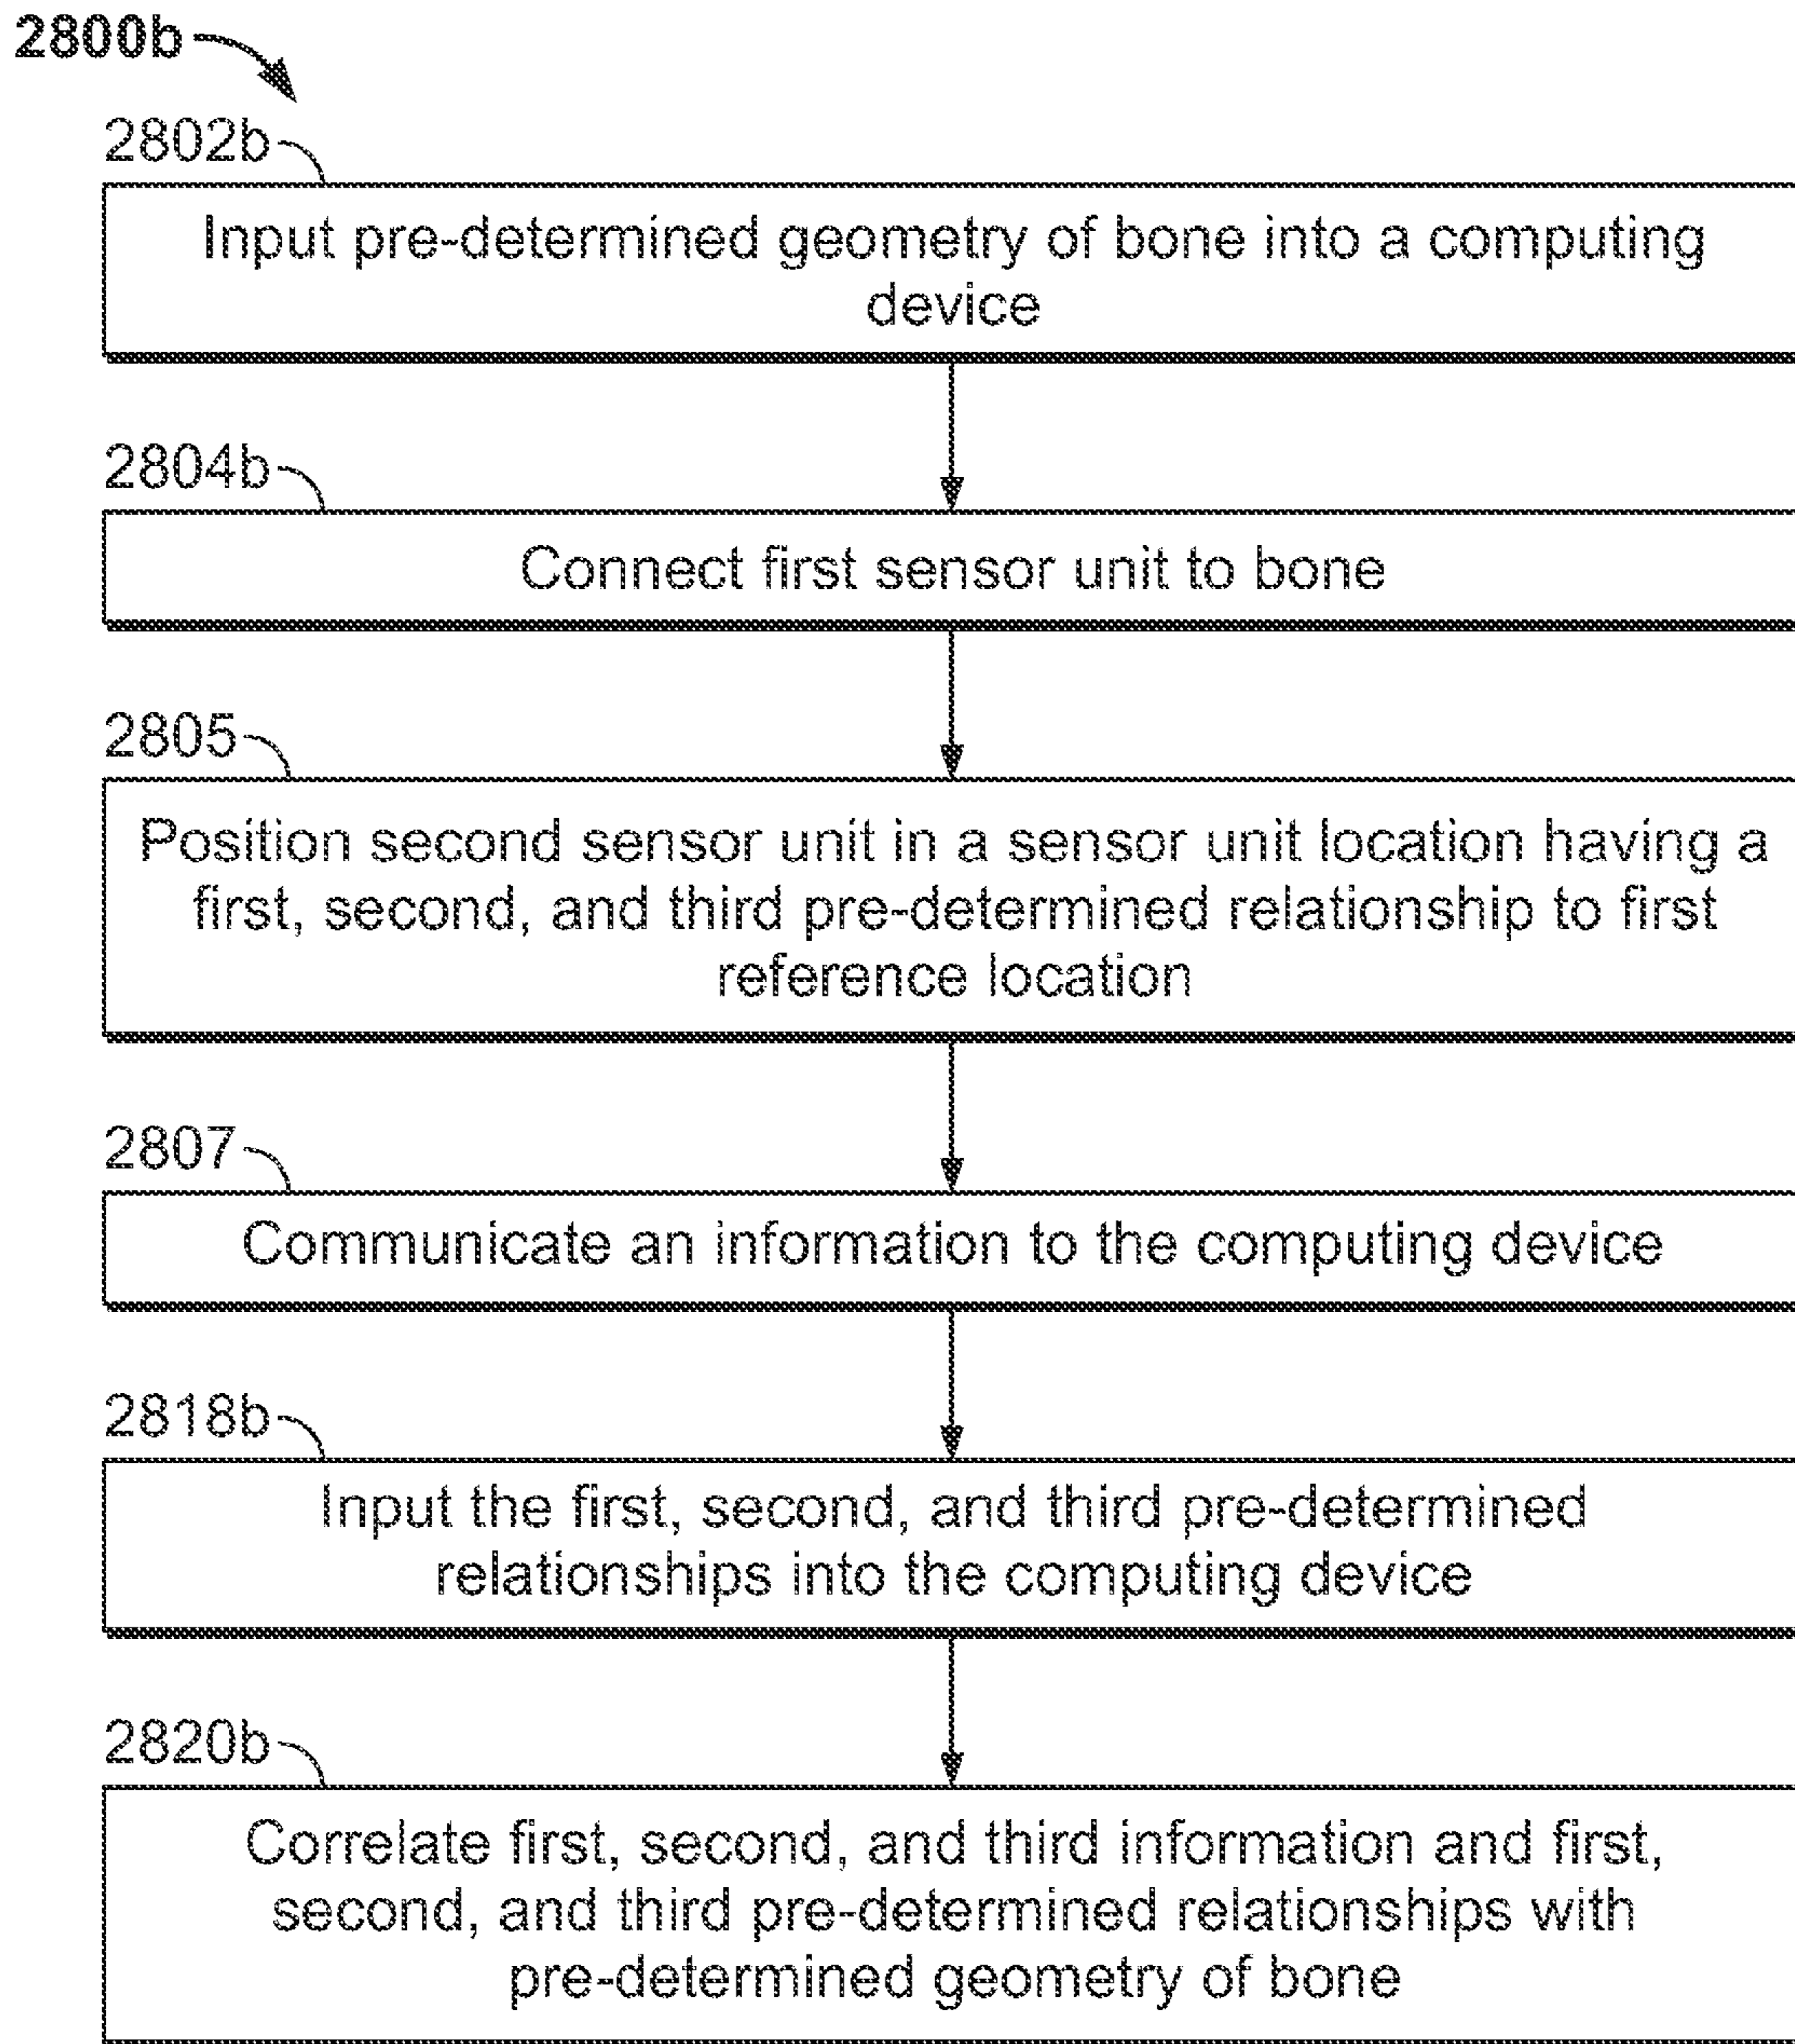 2800b
2802b
Input pre-determined geometry of bone into a computing
device
2804b
Connect first sensor unit to bone
2805
Position second sensor unit in a sensor unit location having a
first, second, and third pre-determined relationship to first
reference location
2807
Communicate an information to the computing device
2818b
Input the first, second, and third pre-determined
relationships into the computing device
2820b
Correlate first, second, and third information and first,
second, and third pre-determined relationships with
pre-determined geometry of bone